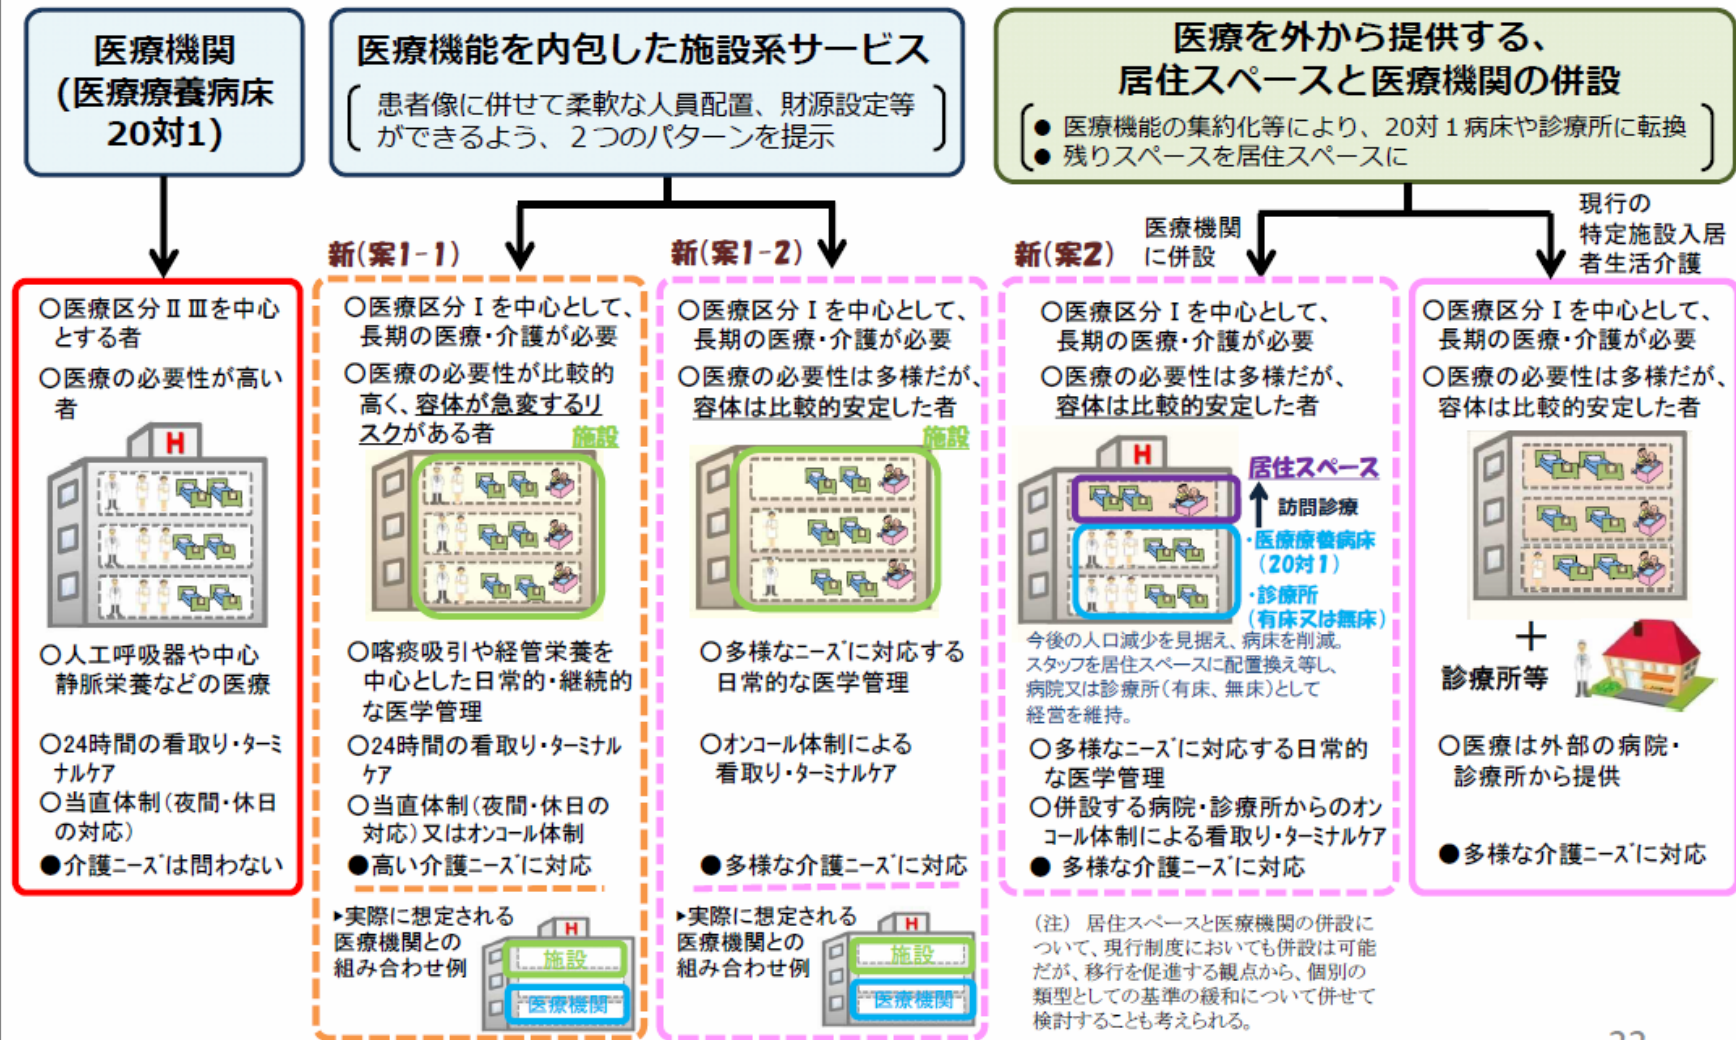 医療機関
(医療療養病床
20対1)
医療機能を内包した施設系サービス
患者像に併せて柔軟な人員配置、財源設定等
ができるよう、２つのパターンを提示
医療を外から提供する、
居住スペースと医療機関の併設
● 医療機能の集約化等により、20対１病床や診療所に転換
● 残りスペースを居住スペースに
新(案1-1)
新(案1-2)
新(案2)
医療機関
に併設
現行の
特定施設入居
者生活介護
○医療区分ⅡⅢを中心
とする者
○医療の必要性が高い
者
H
○人工呼吸器や中心
静脈栄養などの医療
○24時間の看取り・ターミ
ナルケア
○当直体制(夜間・休日
の対応)
●介護ニーズは問わない
○医療区分Ⅰを中心として、
長期の医療・介護が必要
○医療の必要性が比較的
高く、容体が急変するリ
スクがある者
施設
○喀痰吸引や経管栄養を
中心とした日常的・継続的
な医学管理
○24時間の看取り・ターミナル
ケア
○当直体制(夜間・休日の
対応)又はオンコール体制
●高い介護ニーズに対応
▸実際に想定される
医療機関との
組み合わせ例
H
施設
医療機関
○医療区分Ⅰを中心として、
長期の医療・介護が必要
○医療の必要性は多様だが、
容体は比較的安定した者
施設
○多様なニーズに対応する
日常的な医学管理
○オンコール体制による
看取り・ターミナルケア
●多様な介護ニーズに対応
▸実際に想定される
医療機関との
組み合わせ例
H
施設
医療機関
○医療区分Ⅰを中心として、
長期の医療・介護が必要
○医療の必要性は多様だが、
容体は比較的安定した者
H
居住スペース
訪問診療
・医療療養病床
(20対1)
・診療所
(有床又は無床)
今後の人口減少を見据え、病床を削減。
スタッフを居住スペースに配置換え等し、
病院又は診療所(有床、無床)として
経営を維持。
○多様なニーズに対応する日常的
な医学管理
○併設する病院・診療所からのオン
コール体制による看取り・ターミナルケア
● 多様な介護ニーズに対応
(注) 居住スペースと医療機関の併設に
ついて、現行制度においても併設は可能
だが、移行を促進する観点から、個別の
類型としての基準の緩和について併せて
検討することも考えられる。
○医療区分Ⅰを中心として、
長期の医療・介護が必要
○医療の必要性は多様だが、
容体は比較的安定した者
＋
診療所等
○医療は外部の病院・
診療所から提供
●多様な介護ニーズに対応